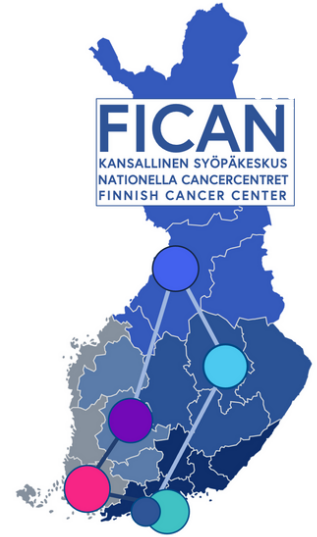 FICAN
KANSALLINEN SYÖPÄKESKUS
NATIONELLA CANCERCENTRET
FINNISH CANCER CENTER